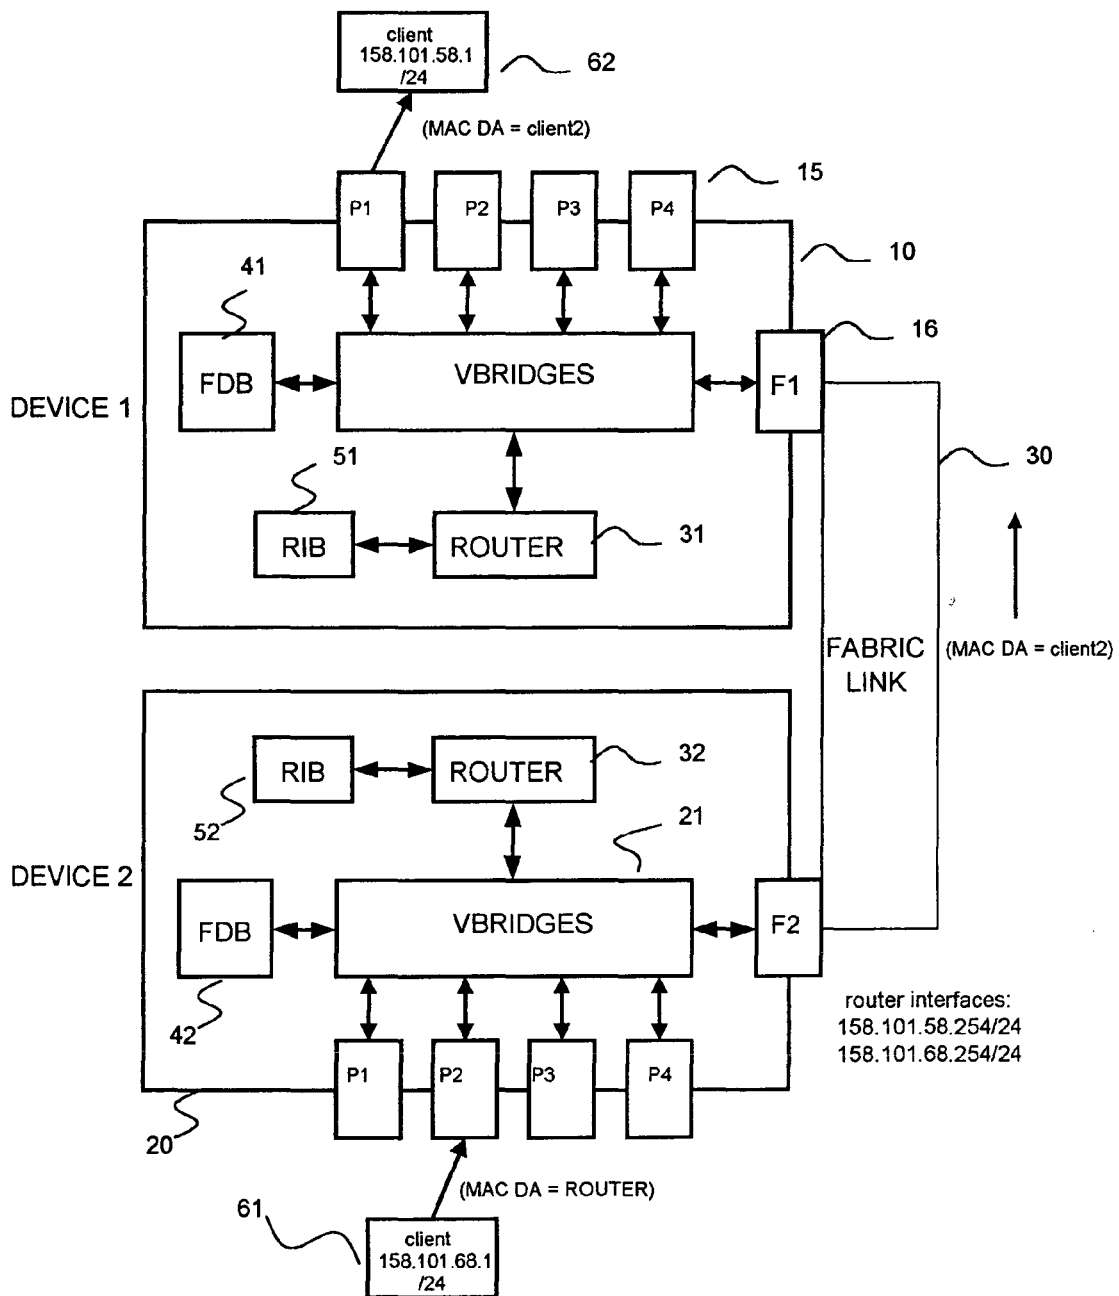 client
158.101.58.1
/24
62
(MAC DA = client2)
15
P1
P2
P3
P4
10
41
16
FDB
VBRIDGES
F1
DEVICE 1
30
51
RIB
ROUTER
31
FABRIC
LINK
(MAC DA = client2)
RIB
ROUTER
32
52
21
DEVICE 2
FDB
VBRIDGES
F2
42
router interfaces:
158.101.58.254/24
158.101.68.254/24
P1
P2
P3
P4
20
(MAC DA = ROUTER)
61
client
158.101.68.1
/24